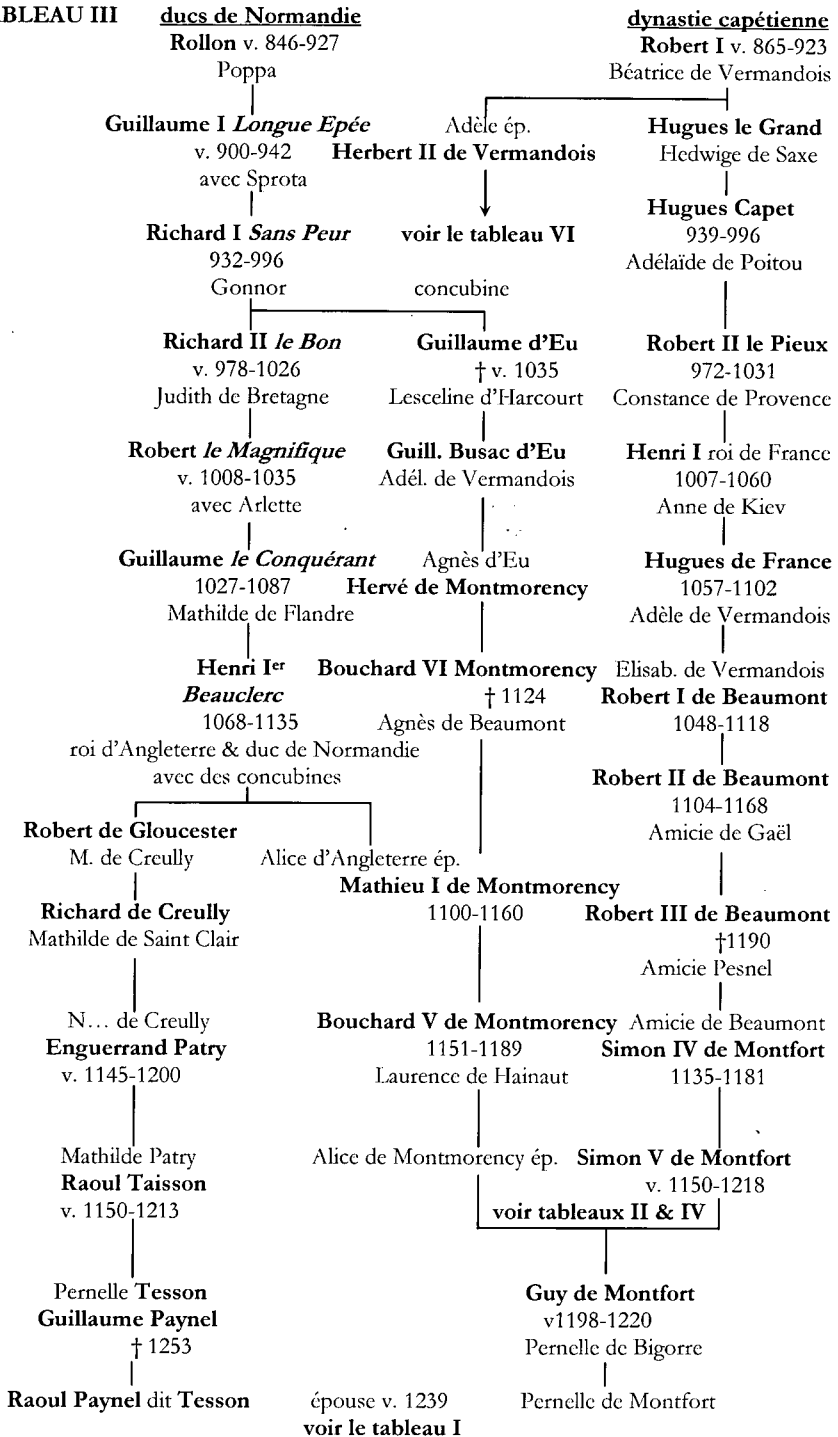 ABLEAU III ducs de Normandie dynastie capétienne
Rollon v. 846-927 Robert I v. 865-923
Poppa Béatrice de Vermandois
Guillaume I Longue Epée Adèle ép. Hugues le Grand
v. 900-942 Herbert II de Vermandois Hedwige de Saxe
avec Sprota
Hugues Capet
Richard I Sans Peur voir le tableau VI 939-996
932-996 Adélaïde de Poitou
Gonnor concubine
Richard II le Bon Guillaume d'Eu Robert II le Pieux
v. 978-1026 † v. 1035 972-1031
Judith de Bretagne Lesceline d'Harcourt Constance de Provence
Robert le Magnifique Guill. Busac d'Eu Henri I roi de France
v. 1008-1035 Adél. de Vermandois 1007-1060
avec Arlette Anne de Kiev
Guillaume le Conquérant Agnès d'Eu Hugues de France
1027-1087 Hervé de Montmorency 1057-1102
Mathilde de Flandre Adèle de Vermandois
Henri Ier Bouchard VI Montmorency Elisab. de Vermandois
Beauclerc † 1124 Robert I de Beaumont
1068-1135 Agnès de Beaumont 1048-1118
roi d'Angleterre & duc de Normandie
avec des concubines Robert II de Beaumont
1104-1168
Robert de Gloucester Amicie de Gaël
M. de Creully Alice d'Angleterre ép.
Mathieu I de Montmorency
Richard de Creully 1100-1160 Robert III de Beaumont
Mathilde de Saint Clair †1190
Amicie Pesnel
N... de Creully Bouchard V de Montmorency Amicie de Beaumont
Enguerrand Patry 1151-1189 Simon IV de Montfort
v. 1145-1200 Laurence de Hainaut 1135-1181
Mathilde Patry Alice de Montmorency ép. Simon V de Montfort
Raoul Taisson v. 1150-1218
v. 1150-1213 voir tableaux II & IV
Pernelle Tesson Guy de Montfort
Guillaume Paynel v1198-1220
† 1253 Pernelle de Bigorre
Raoul Paynel dit Tesson épouse v. 1239 Pernelle de Montfort
voir le tableau I